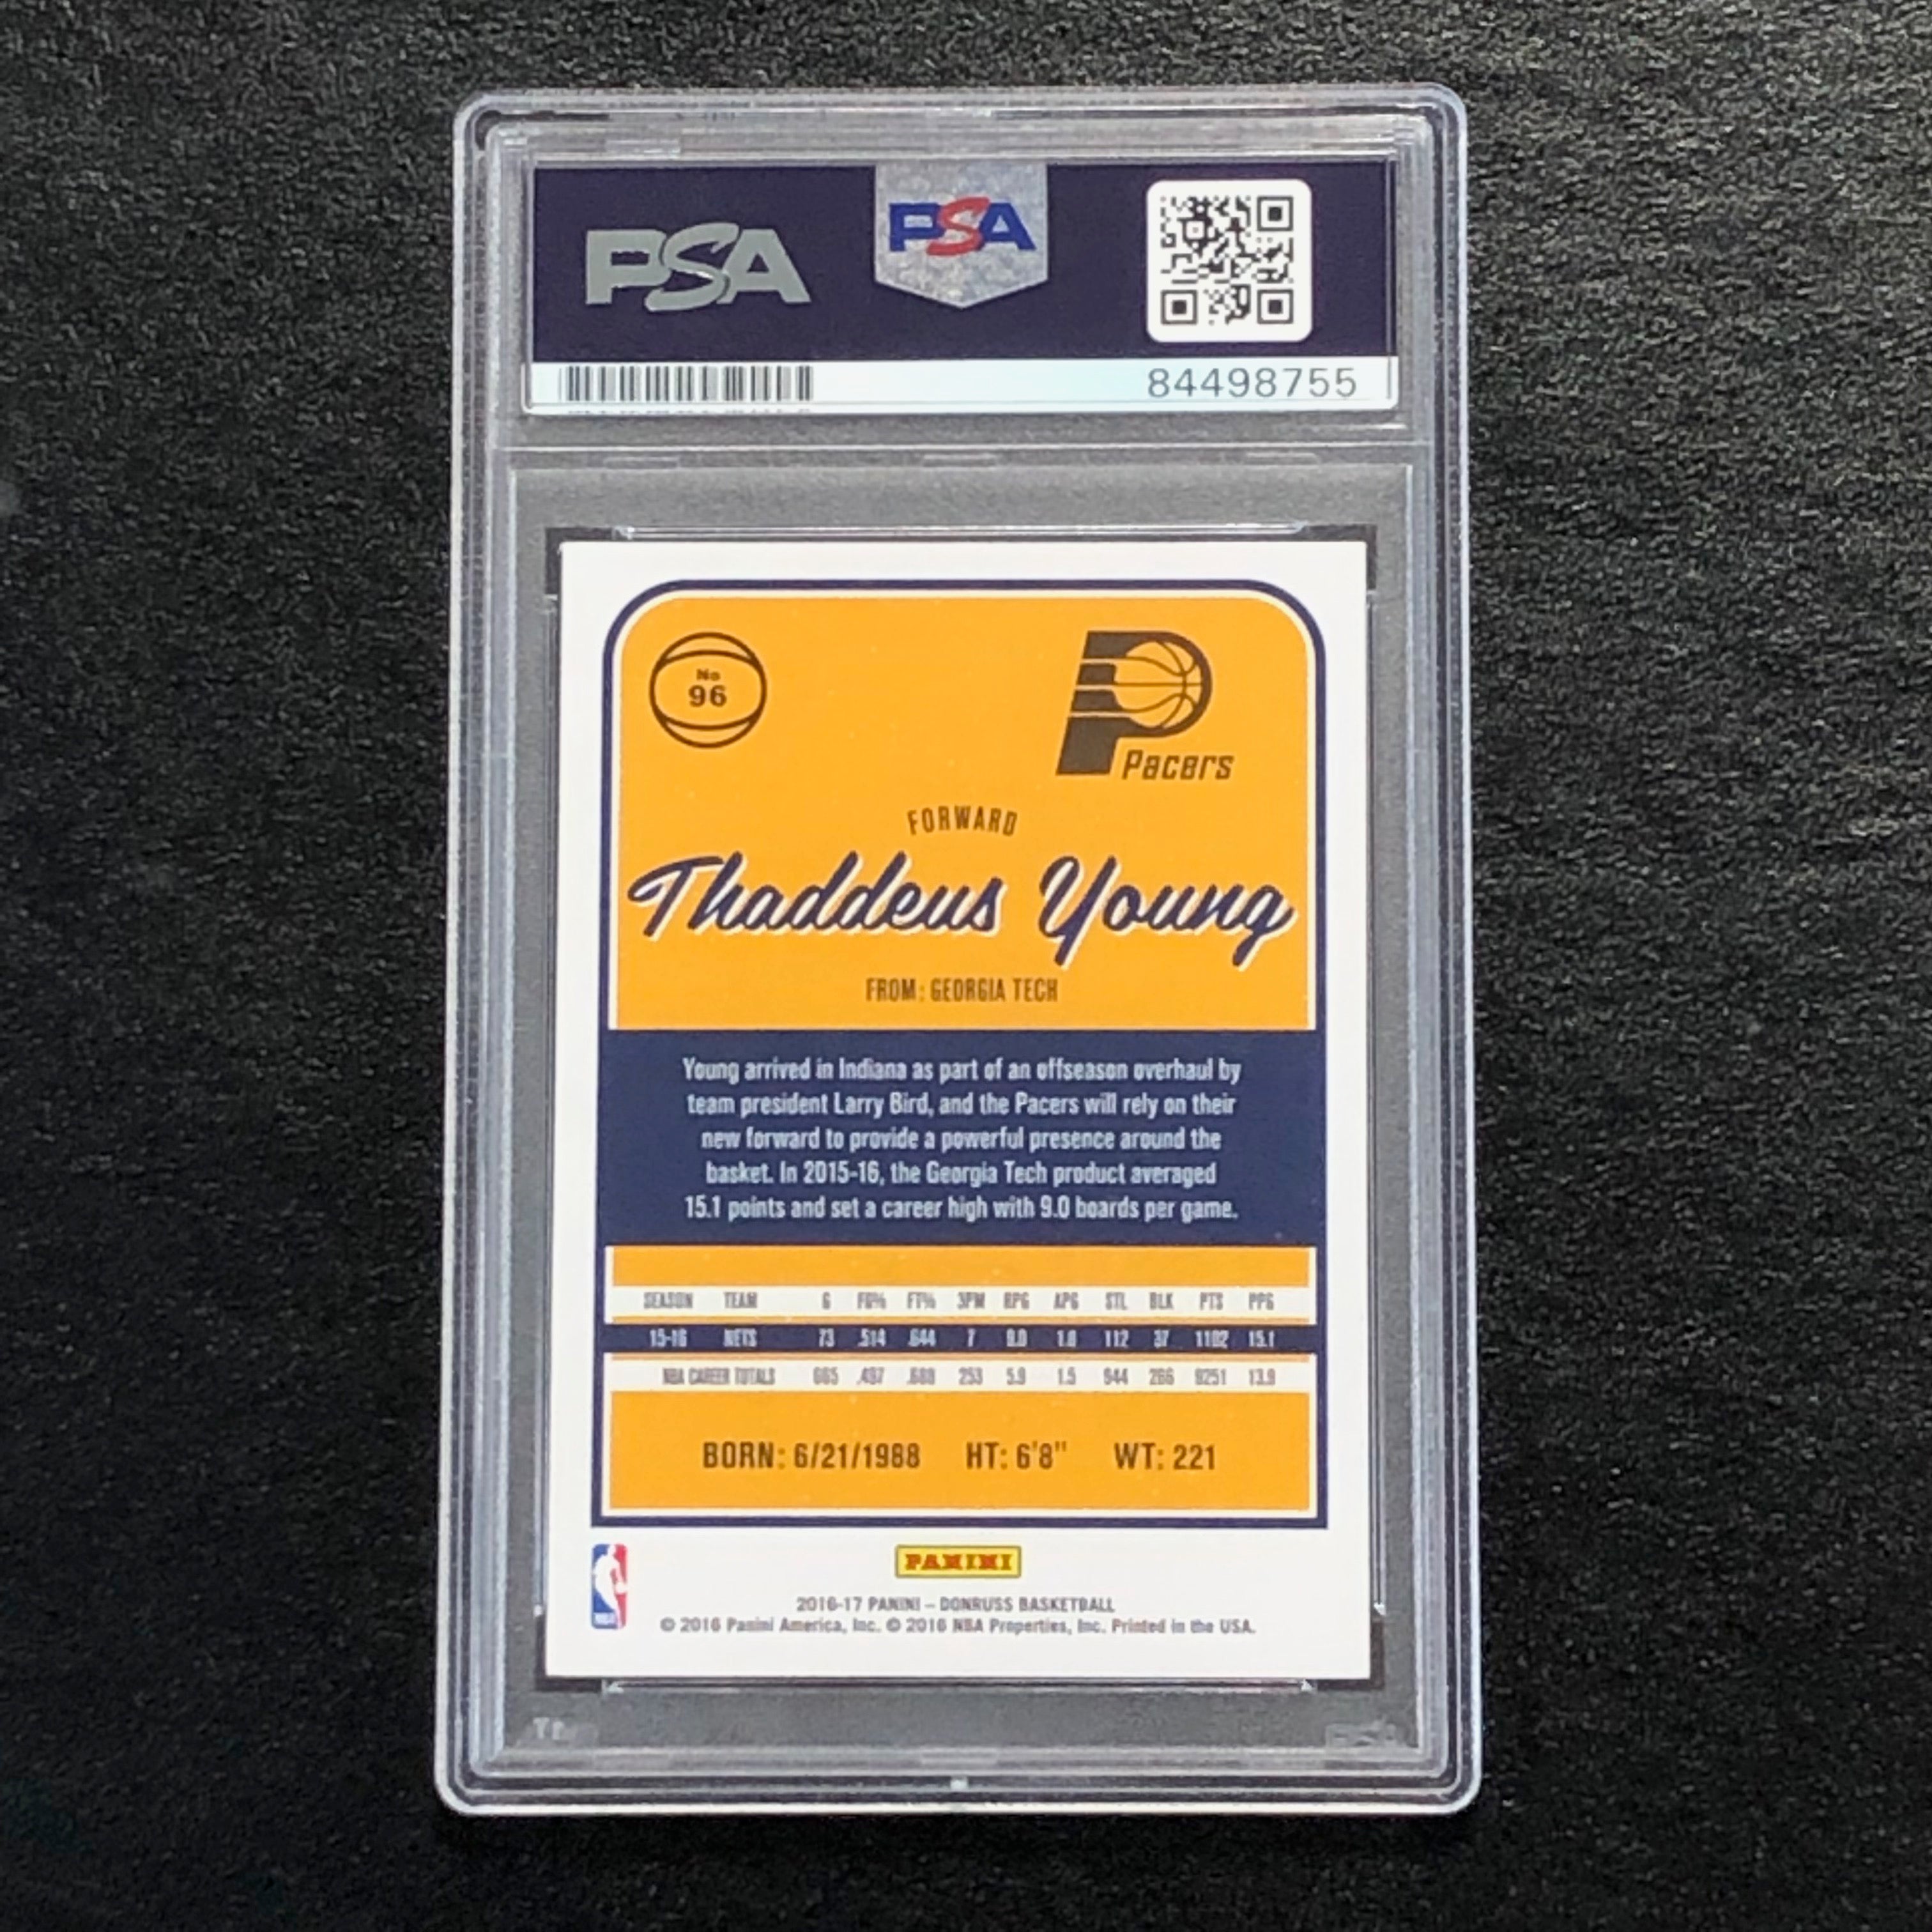 PSA
PSA
84498755
No
96
Pacers
FORWARD
Thaddeus Young
FROM: GEORGIA TECH
Young arrived in Indiana as part of an offseason overhaul by
team president Larry Bird, and the Pacers will rely on their
new forward to provide a powerful presence around the
basket. In 2015-16, the Georgia Tech product averaged
15.1 points and set a career high with 9.0 boards per game.
SEASON TEAM G FG% FT% 3PM RPG APG STL BLK PTS PPG
15-16 NETS 73 .514 .644 7 9.0 1.8 112 37 1102 15.1
NBA CAREER TOTALS 665 .497 253 5.9 1.5 944 266 9251 13.9
BORN: 6/21/1988 HT: 6'8" WT: 221
PANINI
2016-17 PANINI – DONRUSS BASKETBALL
© 2016 Panini America, Inc. © 2016 NBA Properties, Inc. Printed in the USA.